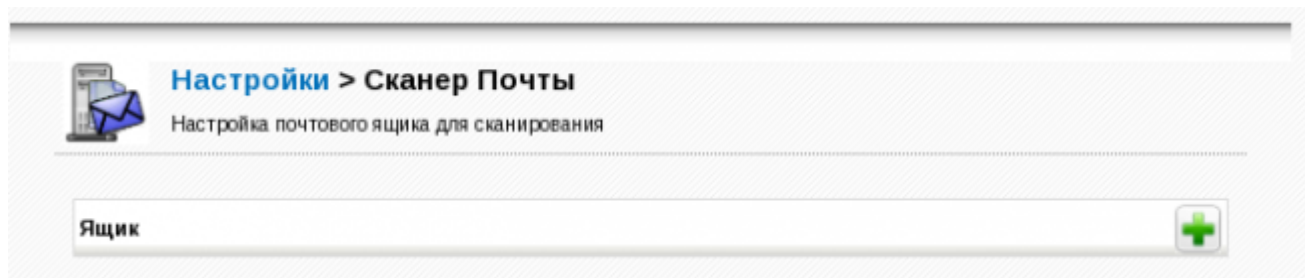 Настройки > Сканер Почты
Настройка почтового ящика для сканирования
Ящик